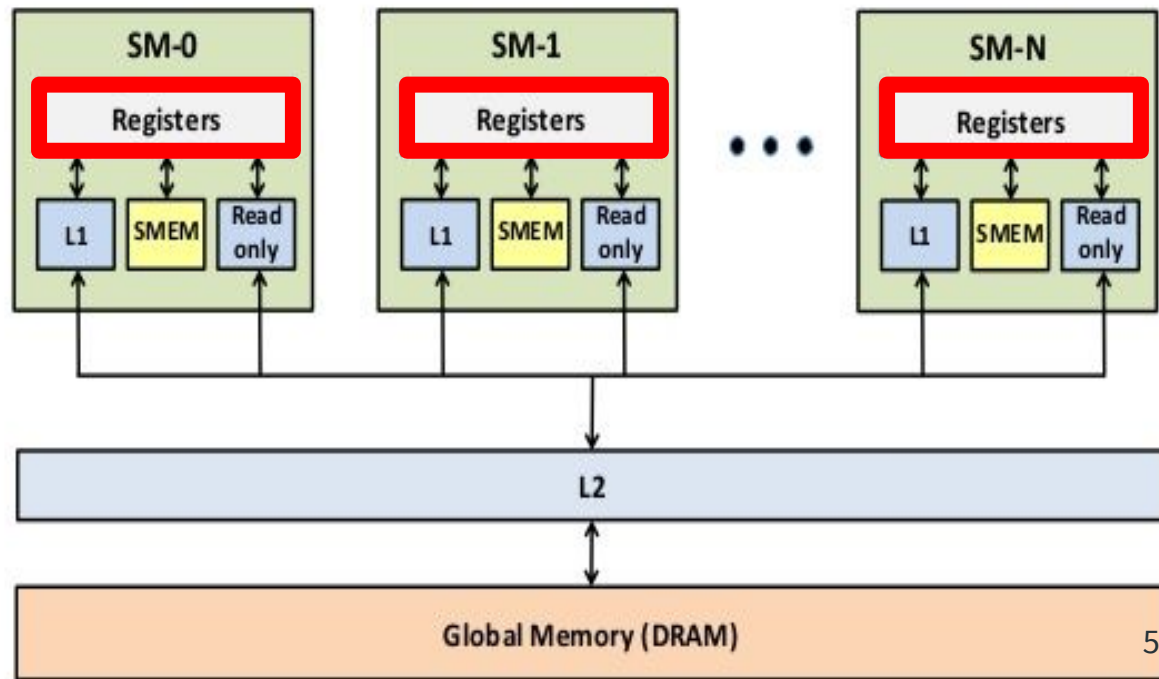 SM-0
SM-1
SM-N
Registers
Registers
Registers
L1
SMEM
Read
only
L1
SMEM
Read
only
L1
SMEM
Read
only
L2
Global Memory (DRAM)
5